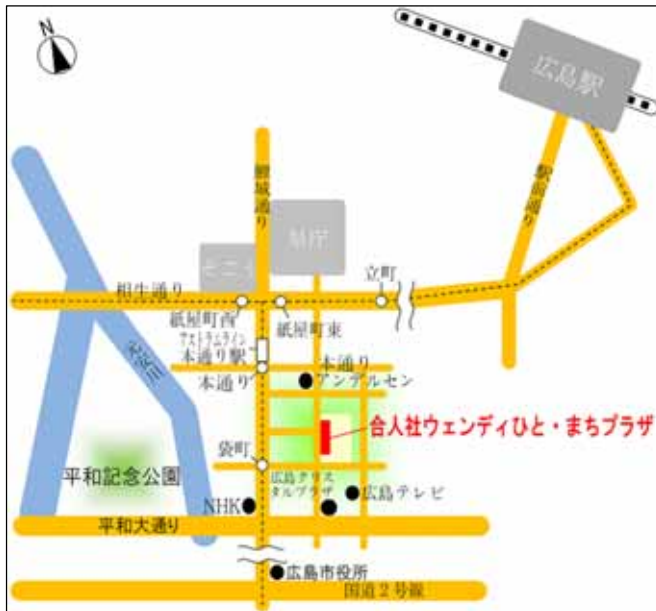 N
広島駅
駅前通り
鯉城通り
県庁
そごう
立町
相生通り
紙屋町西
紙屋町東
アストラムライン
本通り駅
本通り
本通り
アンデルセン
元安川
合人社ウェンディひと・まちプラザ
袋町
平和記念公園
広島クリス
タルプラザ
広島テレビ
NHK
平和大通り
広島市役所
国道2号線